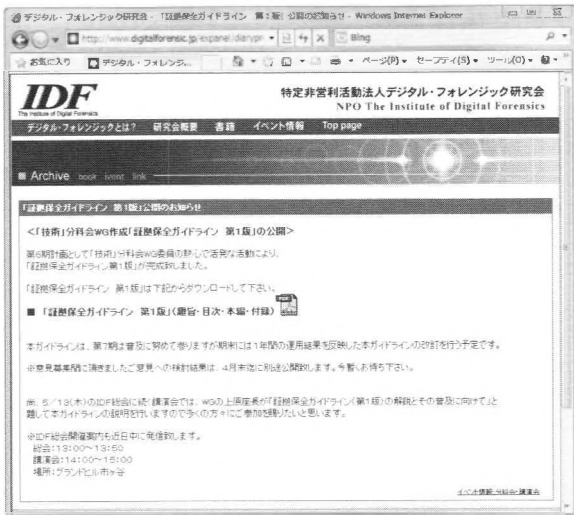 デジタル・フォレンジック研究会 - 「証拠保全ガイドライン 第1版」公開のお知らせ - Windows Internet Explorer
http://www.digitalforensic.jp/expanel/diarypr
Bing
お気に入り デジタル・フォレンジ... ページ(P) セーフティ(S) ツール(O)
IDF
The Institute of Digital Forensics
特定非営利活動法人デジタル・フォレンジック研究会
NPO The Institute of Digital Forensics
デジタル・フォレンジックとは? 研究会概要 書籍 イベント情報 Top page
Archive book link
「証拠保全ガイドライン 第1版」公開のお知らせ
<「技術」分科会WG作成「証拠保全ガイドライン 第1版」の公開>
第6期計画として「技術」分科会WG委員の熱心で活発な活動により、
「証拠保全ガイドライン第1版」が完成致しました。
「証拠保全ガイドライン 第1版」は下記からダウンロードして下さい。
■ 「証拠保全ガイドライン 第1版」(趣旨・目次・本編・付録)
本ガイドラインは、第7期は普及に努めて参りますが期末には1年間の運用結果を反映した本ガイドラインの改訂を行う予定です。
※意見募集間に頂きましたご意見への検討結果は、4月末迄に別途公開致します。今暫くお待ち下さい。
尚、5/13(木)のIDF総会に続く講演会では、WGの上原座長が「証拠保全ガイドライン(第1版)の解説とその普及に向けて」と
題して本ガイドラインの説明を行いますので多くの方々にご参加を賜りたいと思います。
※IDF総会開催案内も近日中に発信致します。
総会:13:00~13:50
講演会:14:00~15:00
場所:グランドヒル市ヶ谷
イベント情報:分科会・講演会